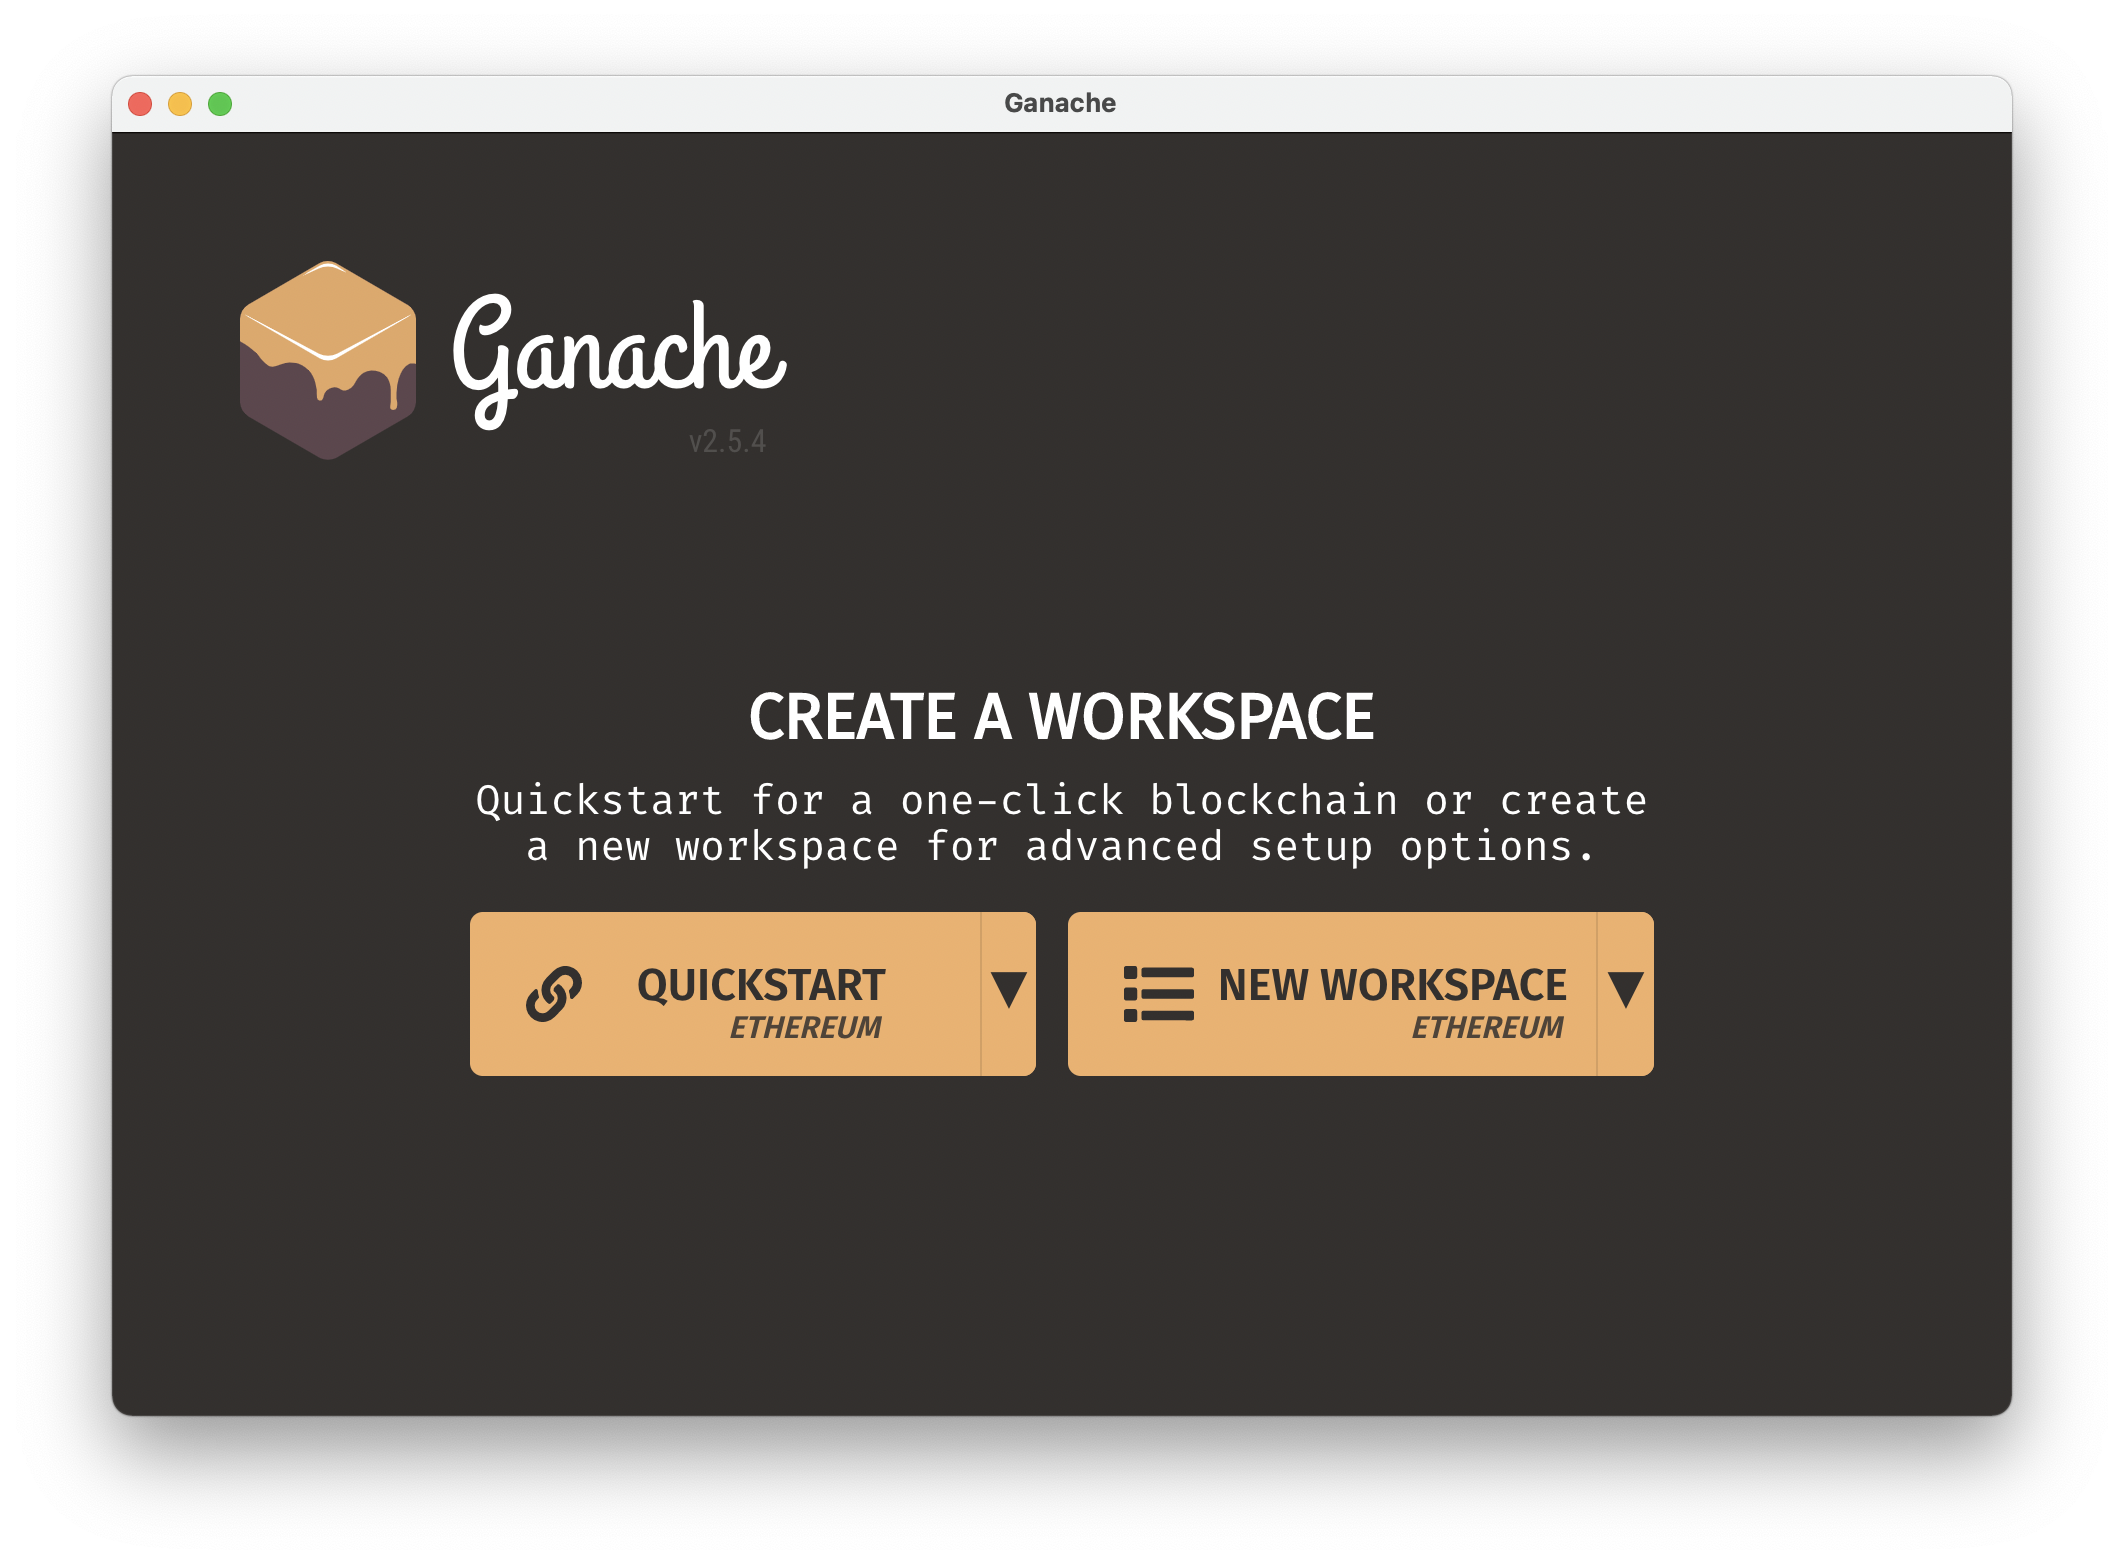 Ganache
Ganache
v2.5.4
CREATE A WORKSPACE
Quickstart for a one-click blockchain or create
a new workspace for advanced setup options.
QUICKSTART
ETHEREUM
NEW WORKSPACE
ETHEREUM